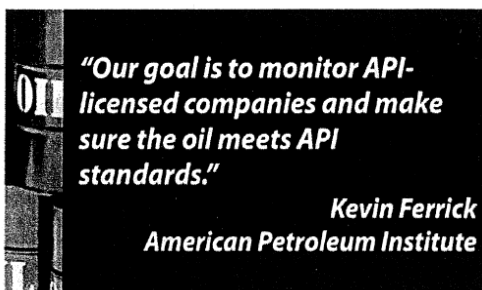 OIL
"Our goal is to monitor API-
licensed companies and make
sure the oil meets API
standards."
Kevin Ferrick
American Petroleum Institute
L